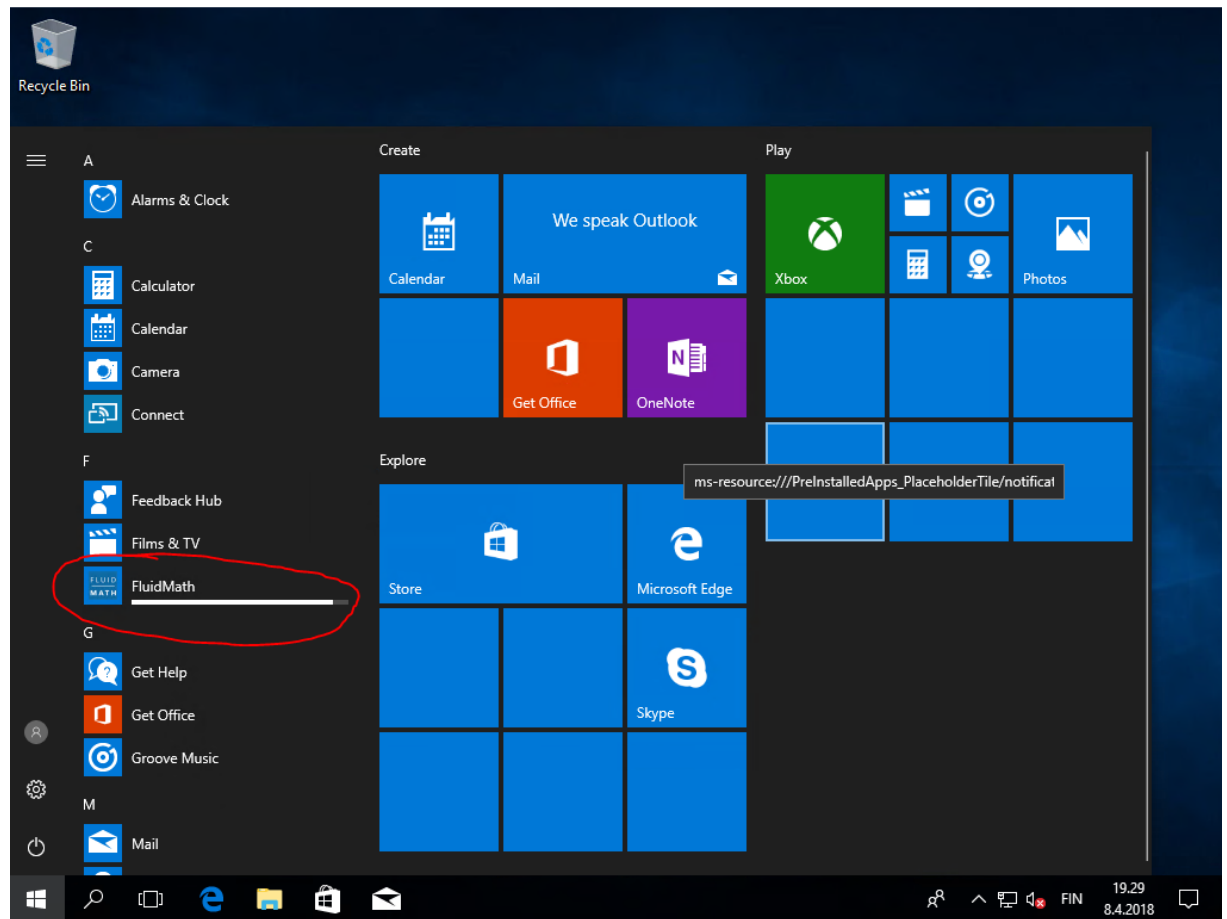 Recycle Bin
A
Alarms & Clock
C
Calculator
Calendar
Camera
Connect
F
Feedback Hub
Films & TV
FLUID
MATH
FluidMath
G
Get Help
Get Office
Groove Music
M
Mail
Create
Calendar
We speak Outlook
Mail
Get Office
N
OneNote
Explore
Store
Microsoft Edge
S
Skype
Play
Xbox
Photos
ms-resource:///PreInstalledApps_PlaceholderTile/notificat
FIN
19.29
8.4.2018